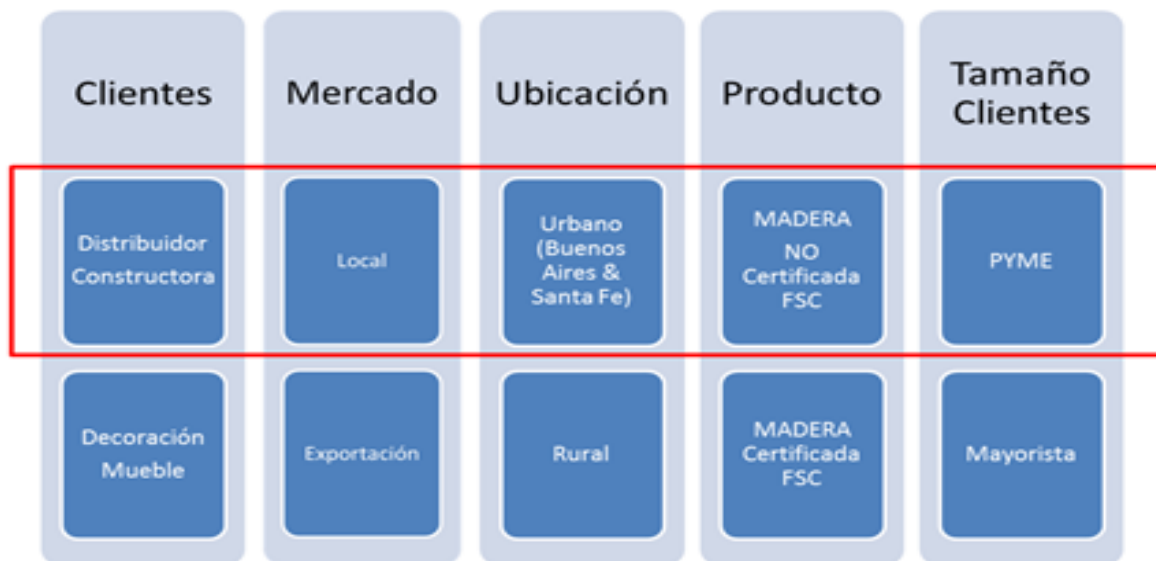 Clientes
Mercado
Ubicación
Producto
Tamaño
Clientes
Distribuidor
Constructora
Local
Urbano
(Buenos
Aires &
Santa Fe)
MADERA
NO
Certificada
FSC
PYME
Decoración
Mueble
Exportación
Rural
MADERA
Certificada
FSC
Mayorista